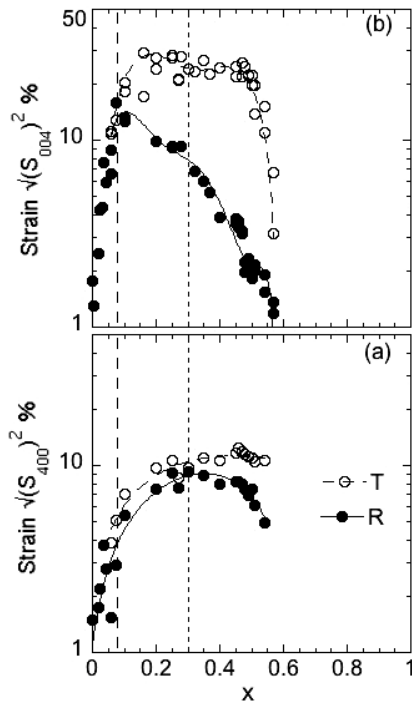 (b)
50
10
1
Strain √(S₀₀₄)² %
(a)
10
1
Strain √(S₄₀₀)² %
T
R
0 0.2 0.4 0.6 0.8 1
x